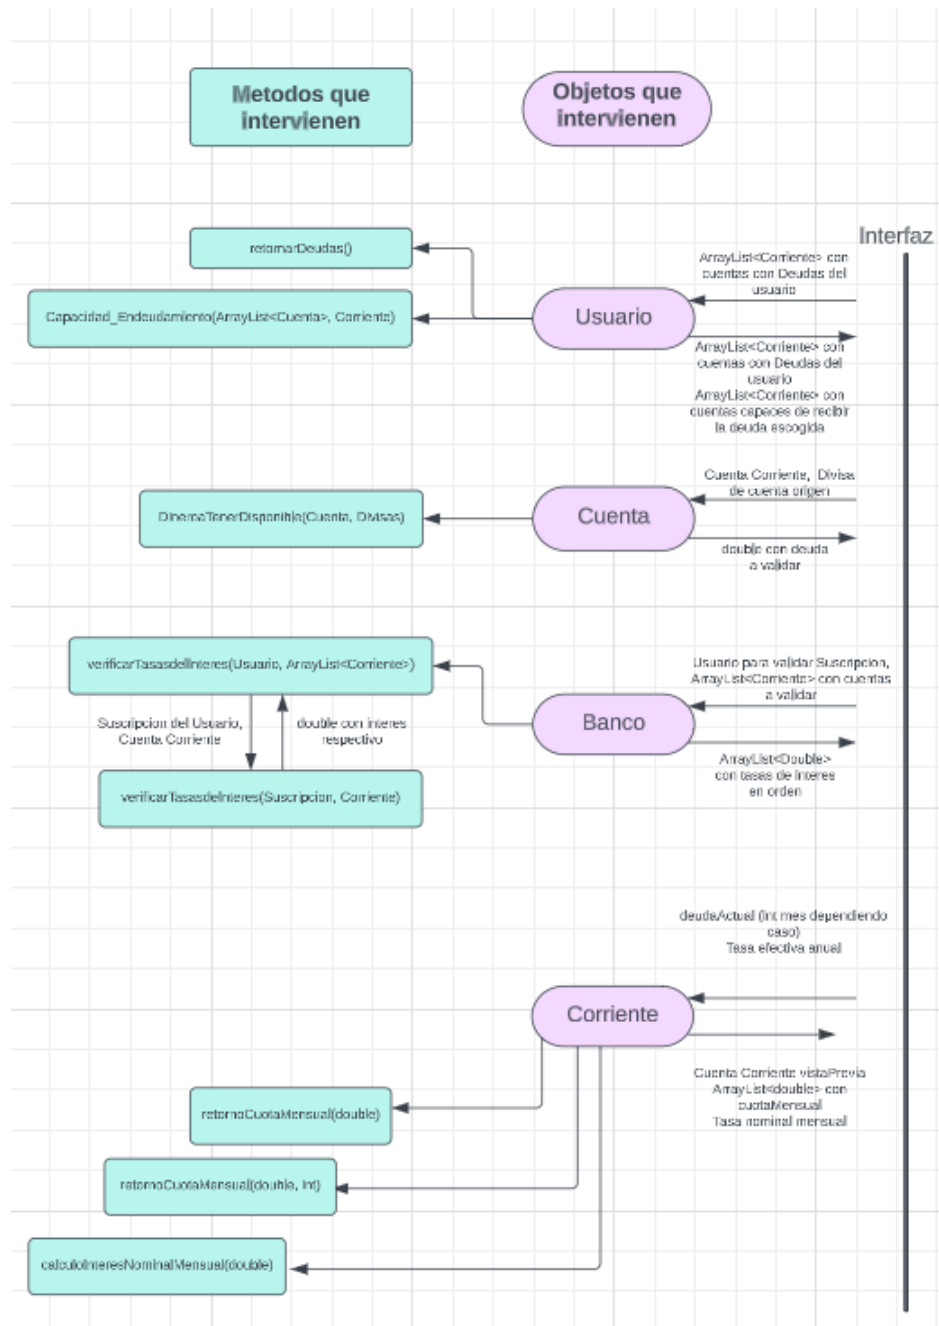 Metodos que
intervienen
Objetos que
intervienen
Interfaz
retornarDeudas()
ArrayList<Corriente> con
cuentas con Deudas del
usuario
Capacidad_Endeudamiento(ArrayList<Cuenta>, Corriente)
Usuario
ArrayList<Corriente> con
cuentas con Deudas del
usuario
ArrayList<Corriente> con
cuentas capaces de recibir
la deuda escogida
Cuenta Corriente, Divisa
de cuenta origen
DineroaTenerDisponible(Cuenta, Divisas)
Cuenta
double con deuda
a validar
verificarTasasdeInteres(Usuario, ArrayList<Corriente>)
Usuario para validar Suscripcion,
ArrayList<Corriente> con cuentas
a validar
Suscripcion del Usuario,
Cuenta Corriente
double con interes
respectivo
Banco
ArrayList<Double>
con tasas de interes
en orden
verificarTasasdeInteres(Suscripcion, Corriente)
deudaActual (int mes dependiendo
caso)
Tasa efectiva anual
Corriente
Cuenta Corriente vistaPrevia
ArrayList<double> con
cuotaMensual
Tasa nominal mensual
retornoCuotaMensual(double)
retornoCuotaMensual(double, int)
calculoInteresNominalMensual(double)